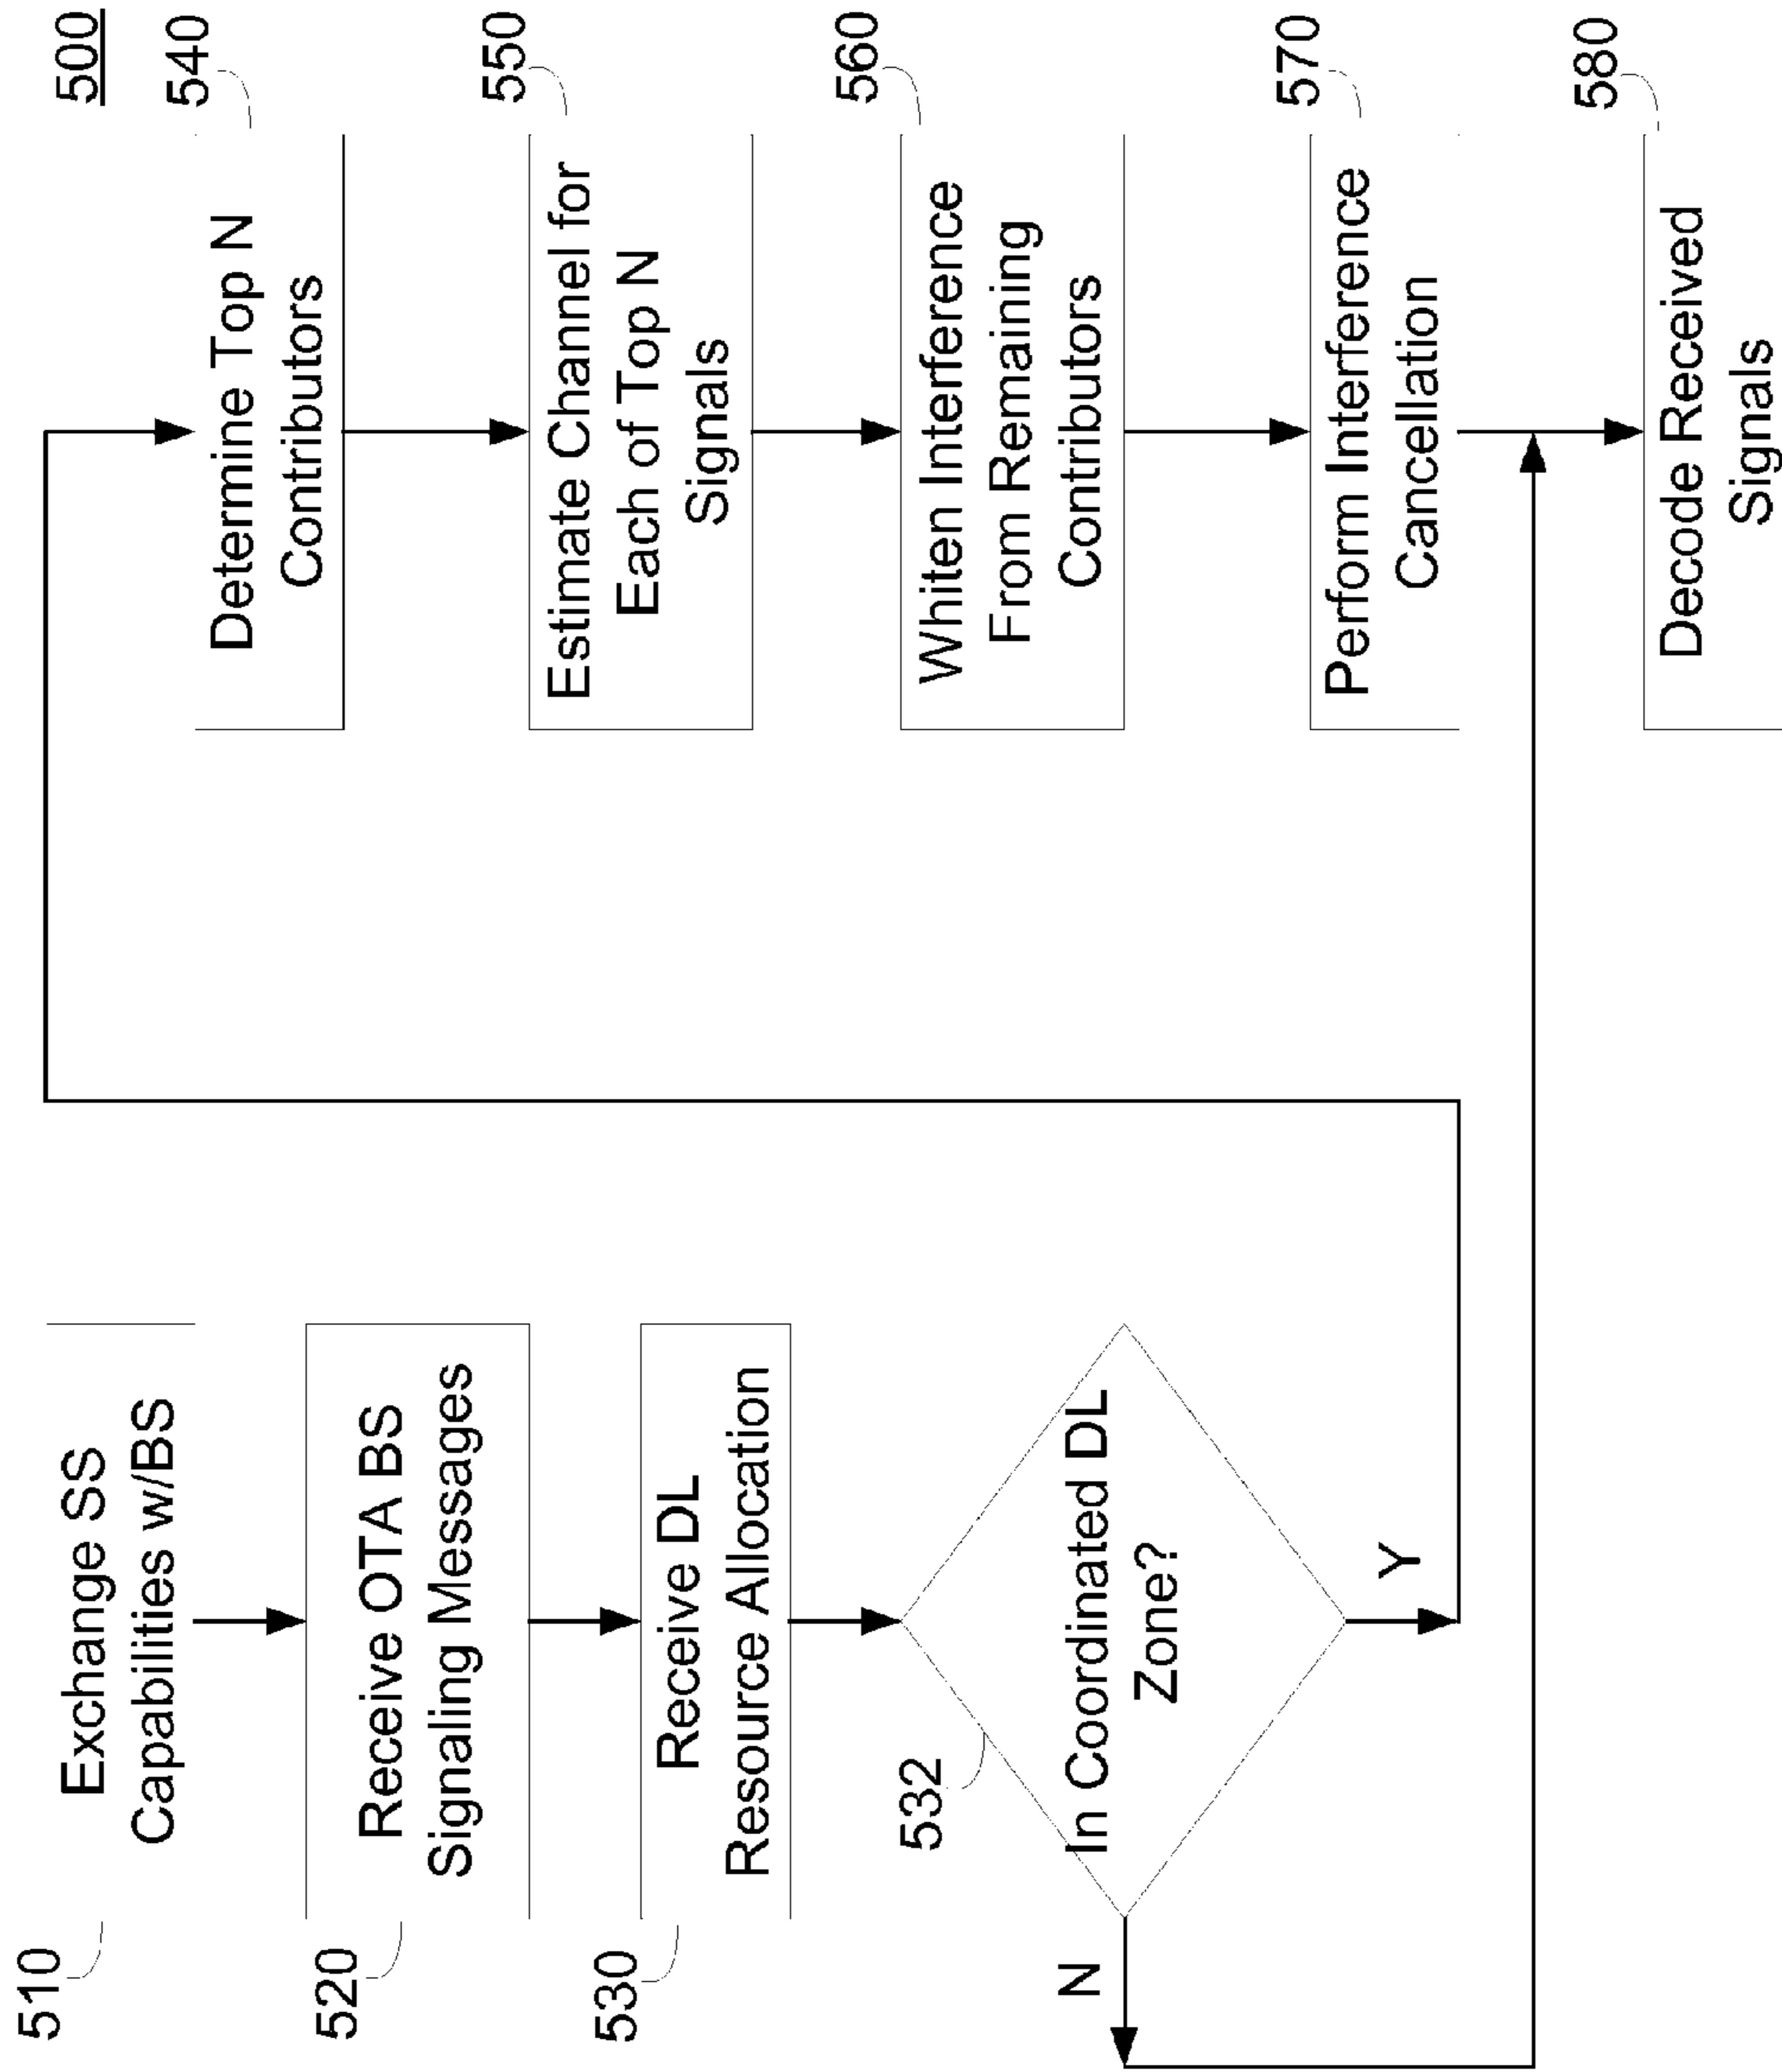 500
510
Exchange SS
Capabilities w/BS
520
Receive OTA BS
Signaling Messages
530
Receive DL
Resource Allocation
532
In Coordinated DL
Zone?
N
Y
540
Determine Top N
Contributors
550
Estimate Channel for
Each of Top N
Signals
560
Whiten Interference
From Remaining
Contributors
570
Perform Interference
Cancellation
580
Decode Received
Signals